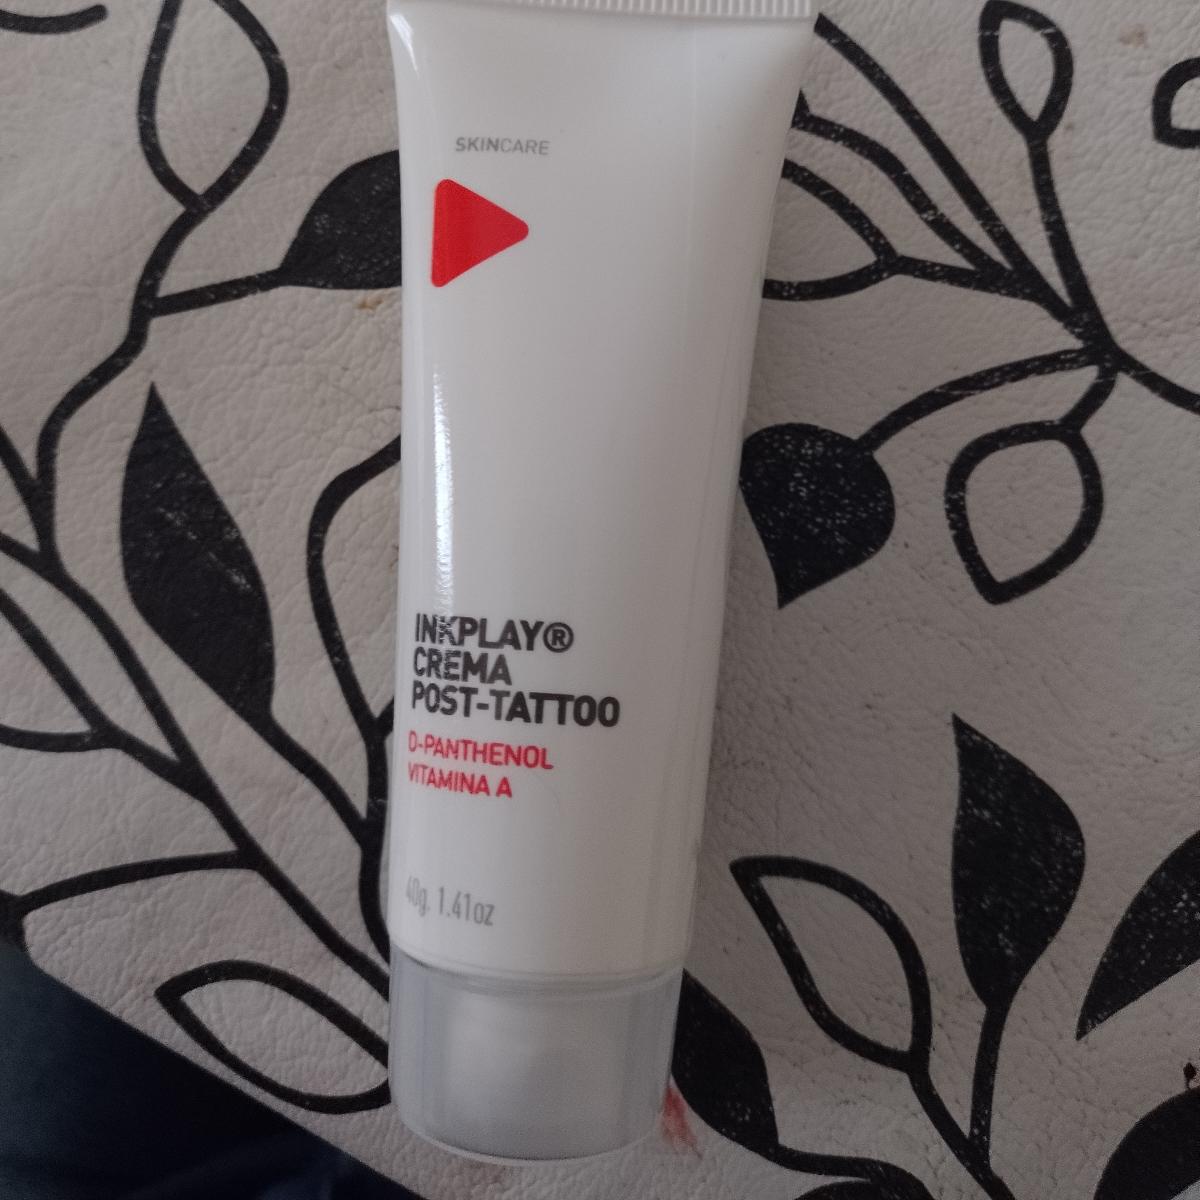 SKINCARE
INKPLAY®
CREMA
POST-TATTOO
D-PANTHENOL
VITAMINA A
40g. 1.41oz